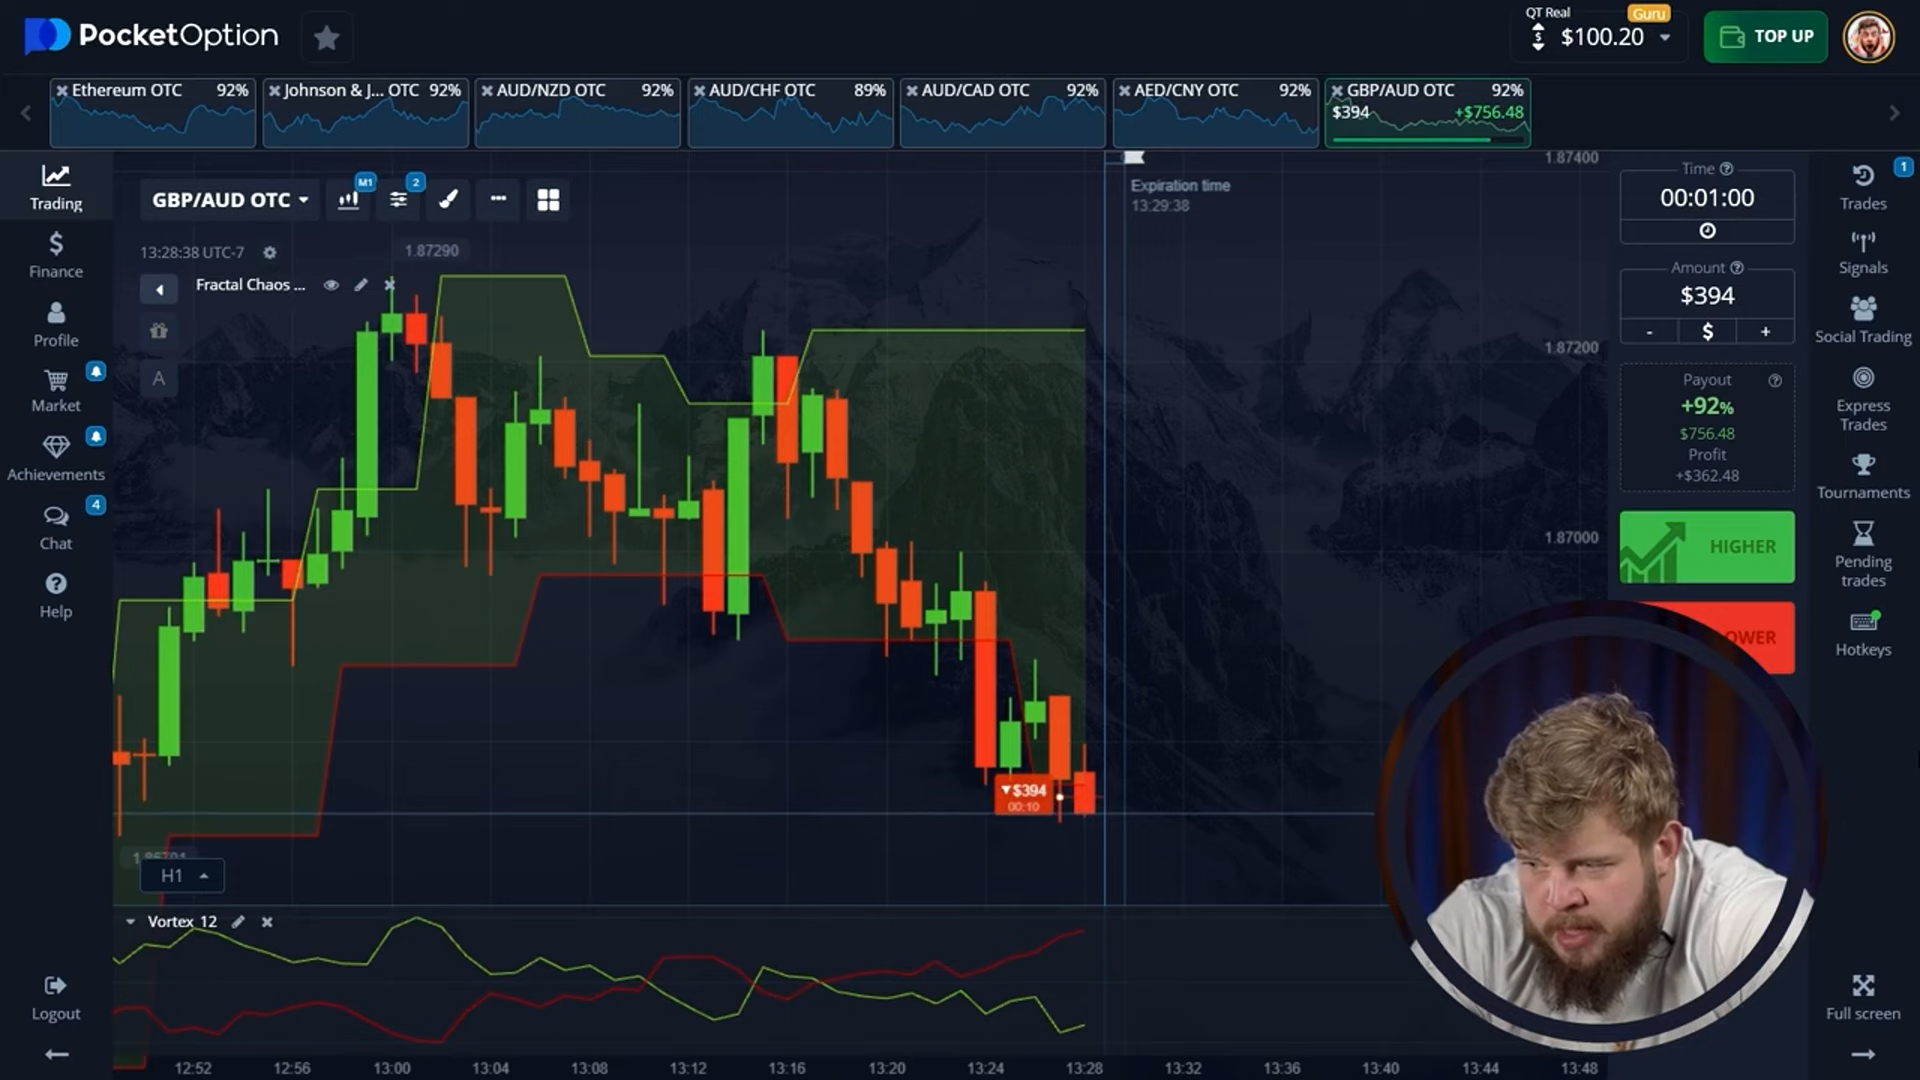 PocketOption
QT Real
Guru
$100.20
TOP UP
Ethereum OTC 92%
Johnson & J... OTC 92%
AUD/NZD OTC 92%
AUD/CHF OTC 89%
AUD/CAD OTC 92%
AED/CNY OTC 92%
GBP/AUD OTC 92%
$394 +$756.48
Trading
Finance
Profile
Market
Achievements
4
Chat
Help
Logout
GBP/AUD OTC
M1
2
13:28:38 UTC-7
1.87290
Fractal Chaos ...
A
Expiration time
13:29:38
1.87400
1.87200
1.87000
$394
00:10
H1
Vortex 12
12:52 12:56 13:00 13:04 13:08 13:12 13:16 13:20 13:24 13:28 13:32 13:36 13:40 13:44 13:48
Time
00:01:00
Amount
$394
- $ +
Payout
+92%
$756.48
Profit
+$362.48
HIGHER
OWER
1
Trades
Signals
Social Trading
Express
Trades
Tournaments
Pending
trades
Hotkeys
Full screen